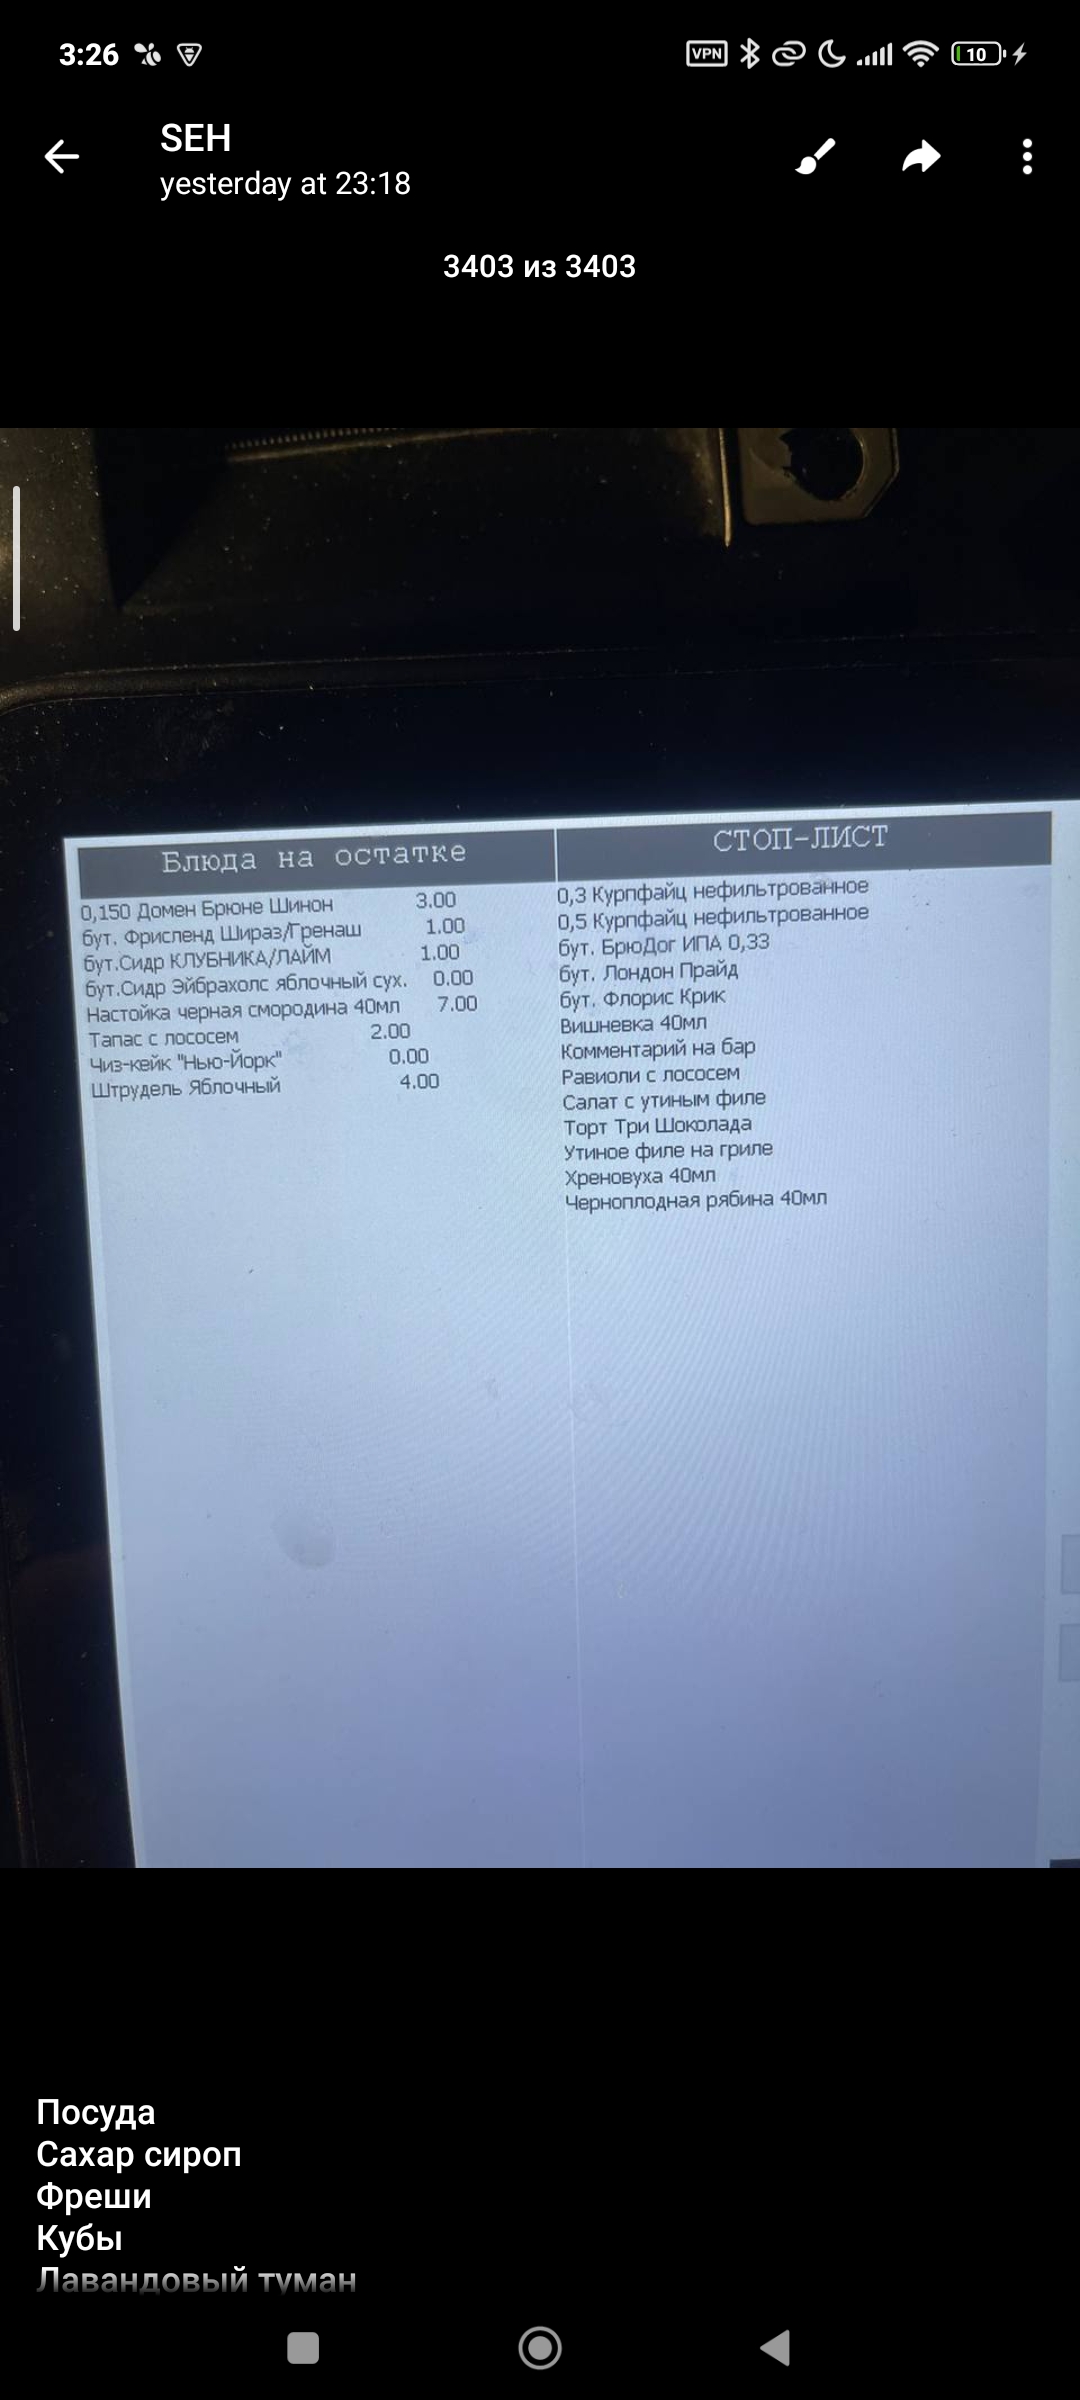 3:26
VPN
10
SEH
yesterday at 23:18
3403 из 3403
Блюда на остатке
0,150 Домен Брюне Шинон 3.00
бут. Фрисленд Шираз/Гренаш 1.00
бут.Сидр КЛУБНИКА/ЛАЙМ 1.00
бут.Сидр Эйбрахолс яблочный сух. 0.00
Настойка черная смородина 40мл 7.00
Тапас с лососем 2.00
Чиз-кейк "Нью-Йорк" 0.00
Штрудель Яблочный 4.00
СТОП-ЛИСТ
0,3 Курпфайц нефильтрованное
0,5 Курпфайц нефильтрованное
бут. БрюДог ИПА 0,33
бут. Лондон Прайд
бут. Флорис Крик
Вишневка 40мл
Комментарий на бар
Равиоли с лососем
Салат с утиным филе
Торт Три Шоколада
Утиное филе на гриле
Хреновуха 40мл
Черноплодная рябина 40мл
Посуда
Сахар сироп
Фреши
Кубы
Лавандовый туман